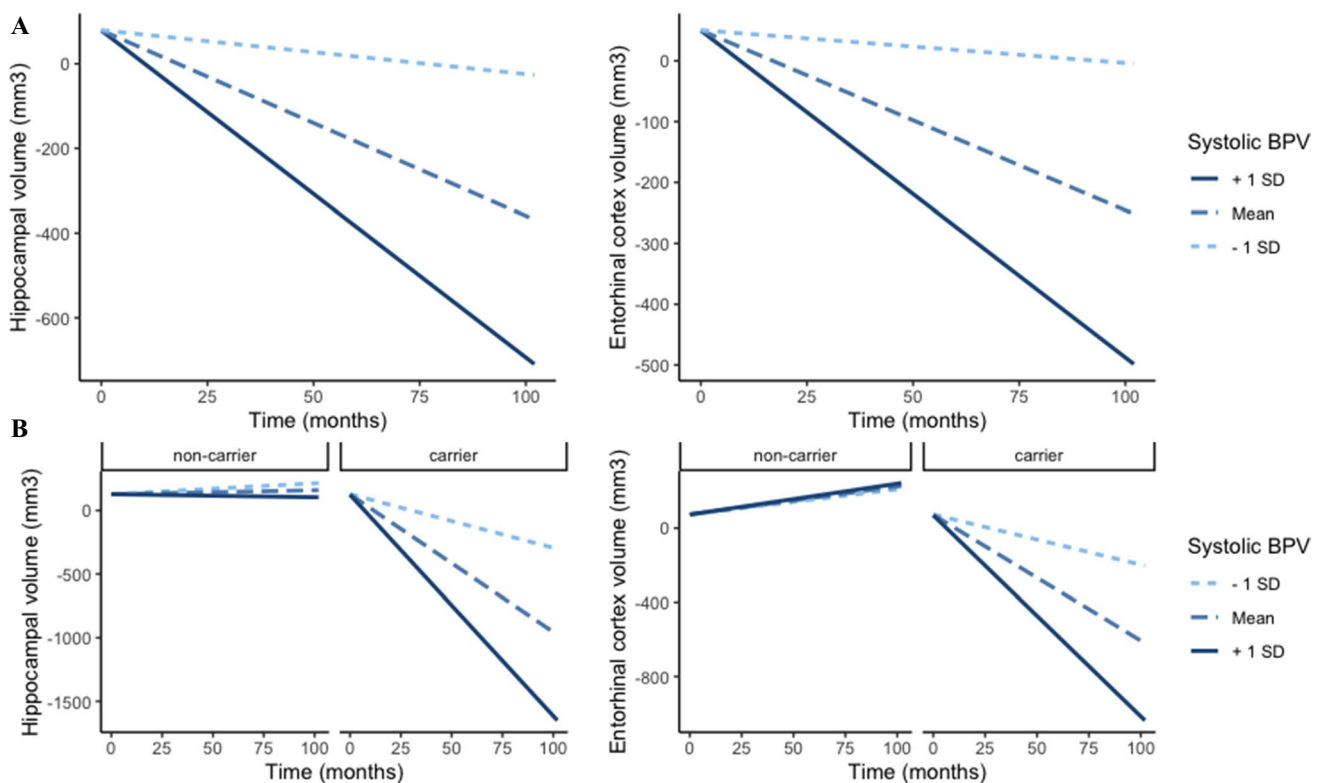 A
Hippocampal volume (mm3)
0
-200
-400
-600
0 25 50 75 100
Time (months)
Entorhinal cortex volume (mm3)
0
-100
-200
-300
-400
-500
0 25 50 75 100
Time (months)
Systolic BPV
+ 1 SD
Mean
- 1 SD
B
non-carrier carrier
Hippocampal volume (mm3)
0
-500
-1000
-1500
0 25 50 75 100 0 25 50 75 100
Time (months)
non-carrier carrier
Entorhinal cortex volume (mm3)
0
-400
-800
0 25 50 75 100 0 25 50 75 100
Time (months)
Systolic BPV
- 1 SD
Mean
+ 1 SD